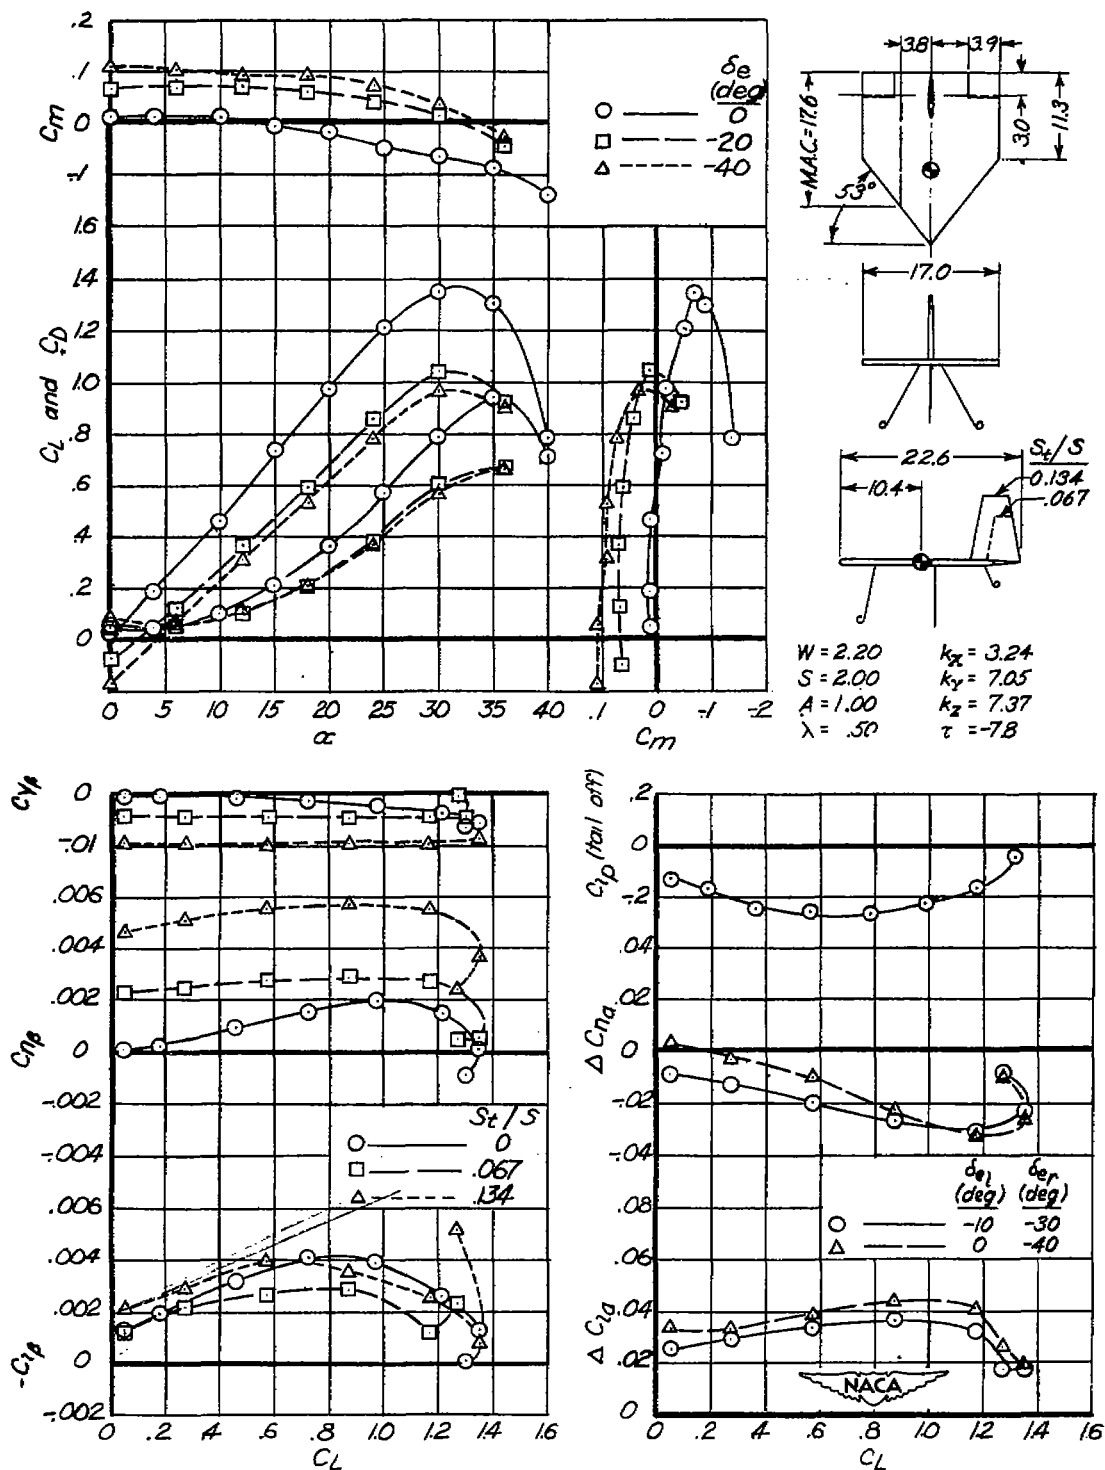 .2
.1
0
-.1
Cm
δe
(deg)
0
-20
-40
1.6
1.4
1.2
1.0
.8
.6
.4
.2
0
CL and CD
0 5 10 15 20 25 30 35 40
α
.1 0 -.1 -.2
Cm
3.8 3.9
M.A.C.=17.6
3.0
11.3
53°
17.0
22.6
10.4
St/S
0.134
.067
W = 2.20 kx = 3.24
S = 2.00 kY = 7.05
A = 1.00 kz = 7.37
λ = .50 τ = -7.8
CYβ
0
-.01
.006
.004
.002
0
-.002
-.004
Cnβ
St/S
0
.067
.134
.006
.004
.002
0
-.002
-Clβ
0 .2 .4 .6 .8 1.0 1.2 1.4 1.6
CL
Clp (tail off)
.2
0
-.2
.04
.02
0
-.02
-.04
Δ Cna
δel δer
(deg) (deg)
-10 -30
0 -40
.08
.06
.04
.02
0
Δ Cla
NACA
0 .2 .4 .6 .8 1.0 1.2 1.4 1.6
CL